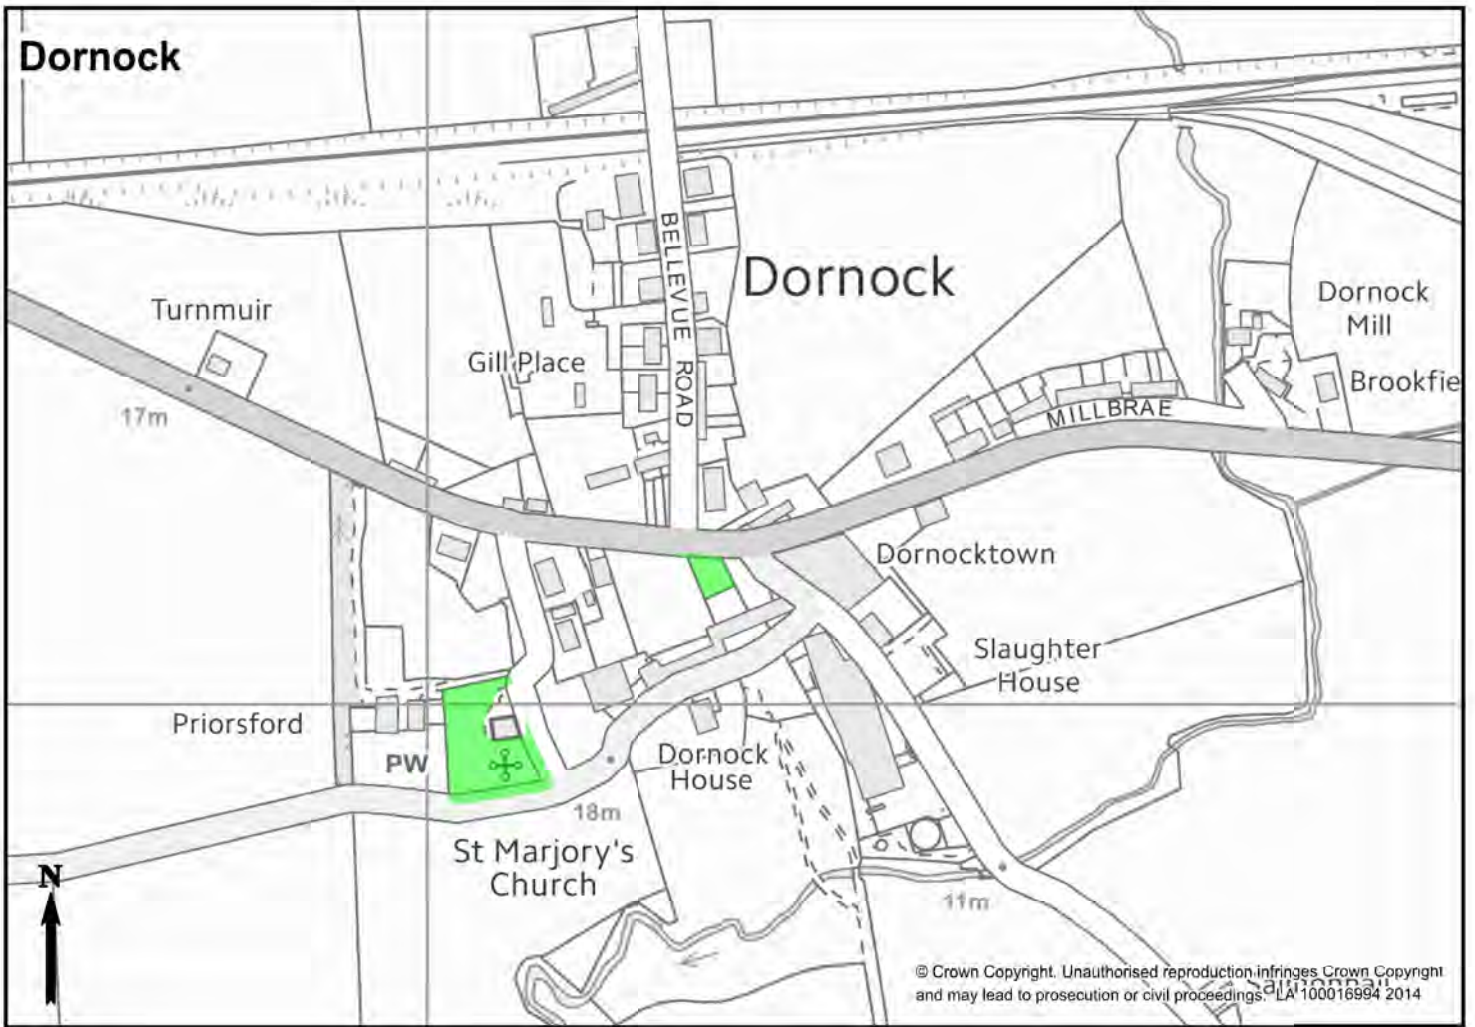 Dornock
BELLEVUE ROAD
Dornock
Turnmuir
Dornock
Mill
Gill Place
Brookfie
17m
MILLBRAE
Dornocktown
Slaughter
House
Priorsford
PW
Dornock
House
18m
St Marjory's
Church
N
11m
© Crown Copyright. Unauthorised reproduction infringes Crown Copyright
and may lead to prosecution or civil proceedings. LA 100016994 2014